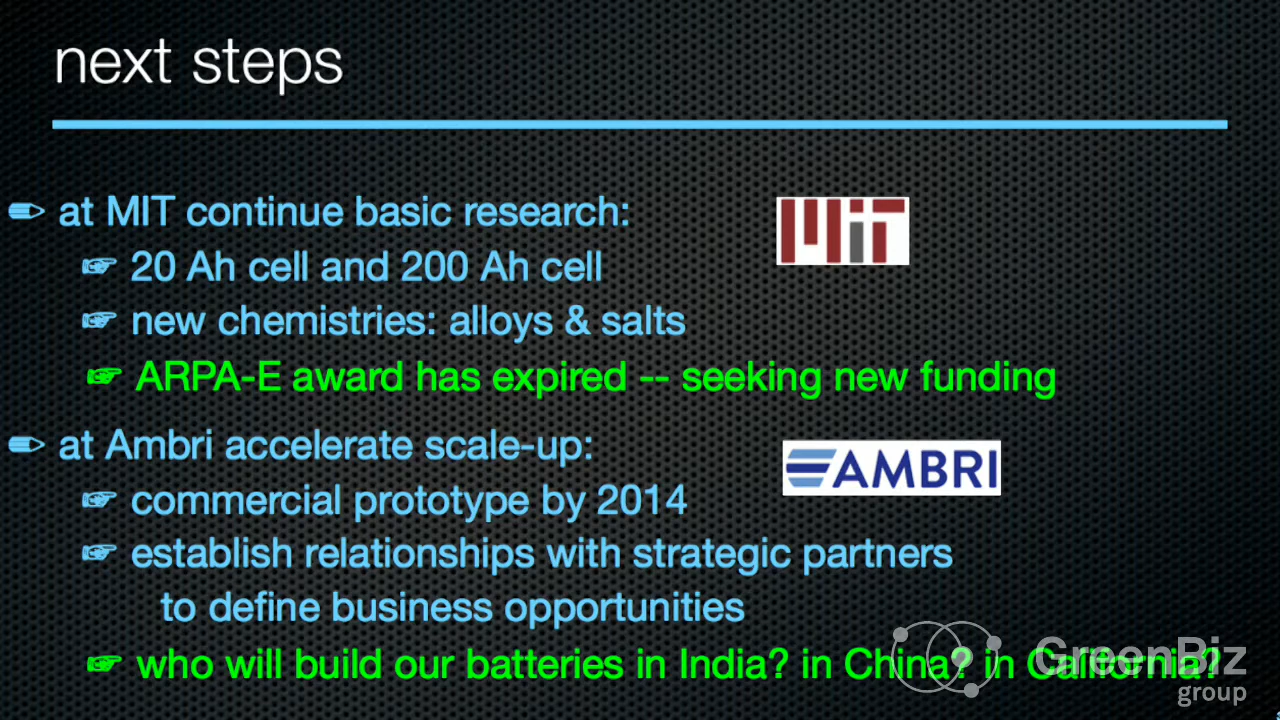 next steps
at MIT continue basic research:
MIT
20 Ah cell and 200 Ah cell
new chemistries: alloys & salts
ARPA-E award has expired -- seeking new funding
at Ambri accelerate scale-up:
AMBRI
commercial prototype by 2014
establish relationships with strategic partners
to define business opportunities
who will build our batteries in India? in China? in California?
GreenBiz
group